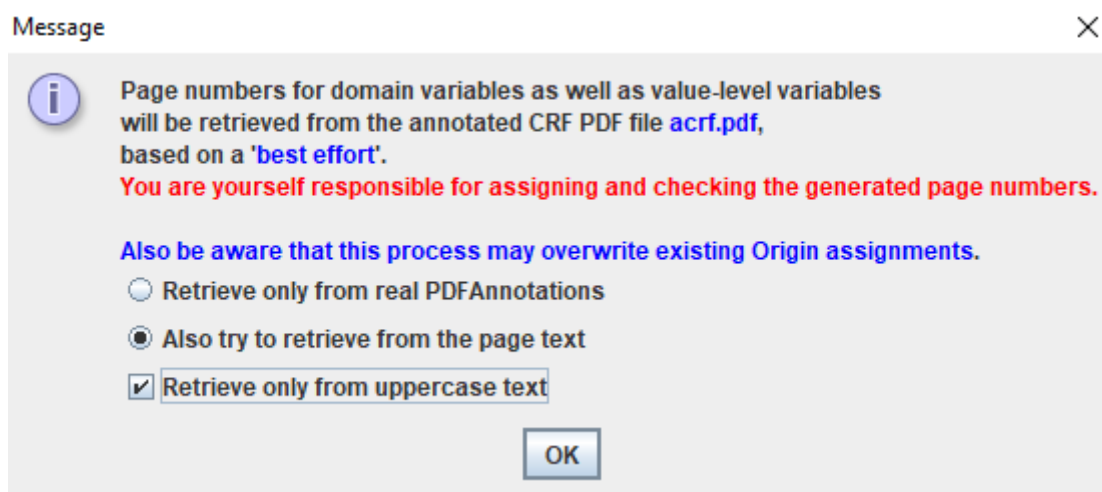 Message
Page numbers for domain variables as well as value-level variables
will be retrieved from the annotated CRF PDF file acrf.pdf,
based on a 'best effort'.
You are yourself responsible for assigning and checking the generated page numbers.
Also be aware that this process may overwrite existing Origin assignments.
Retrieve only from real PDFAnnotations
Also try to retrieve from the page text
Retrieve only from uppercase text
OK